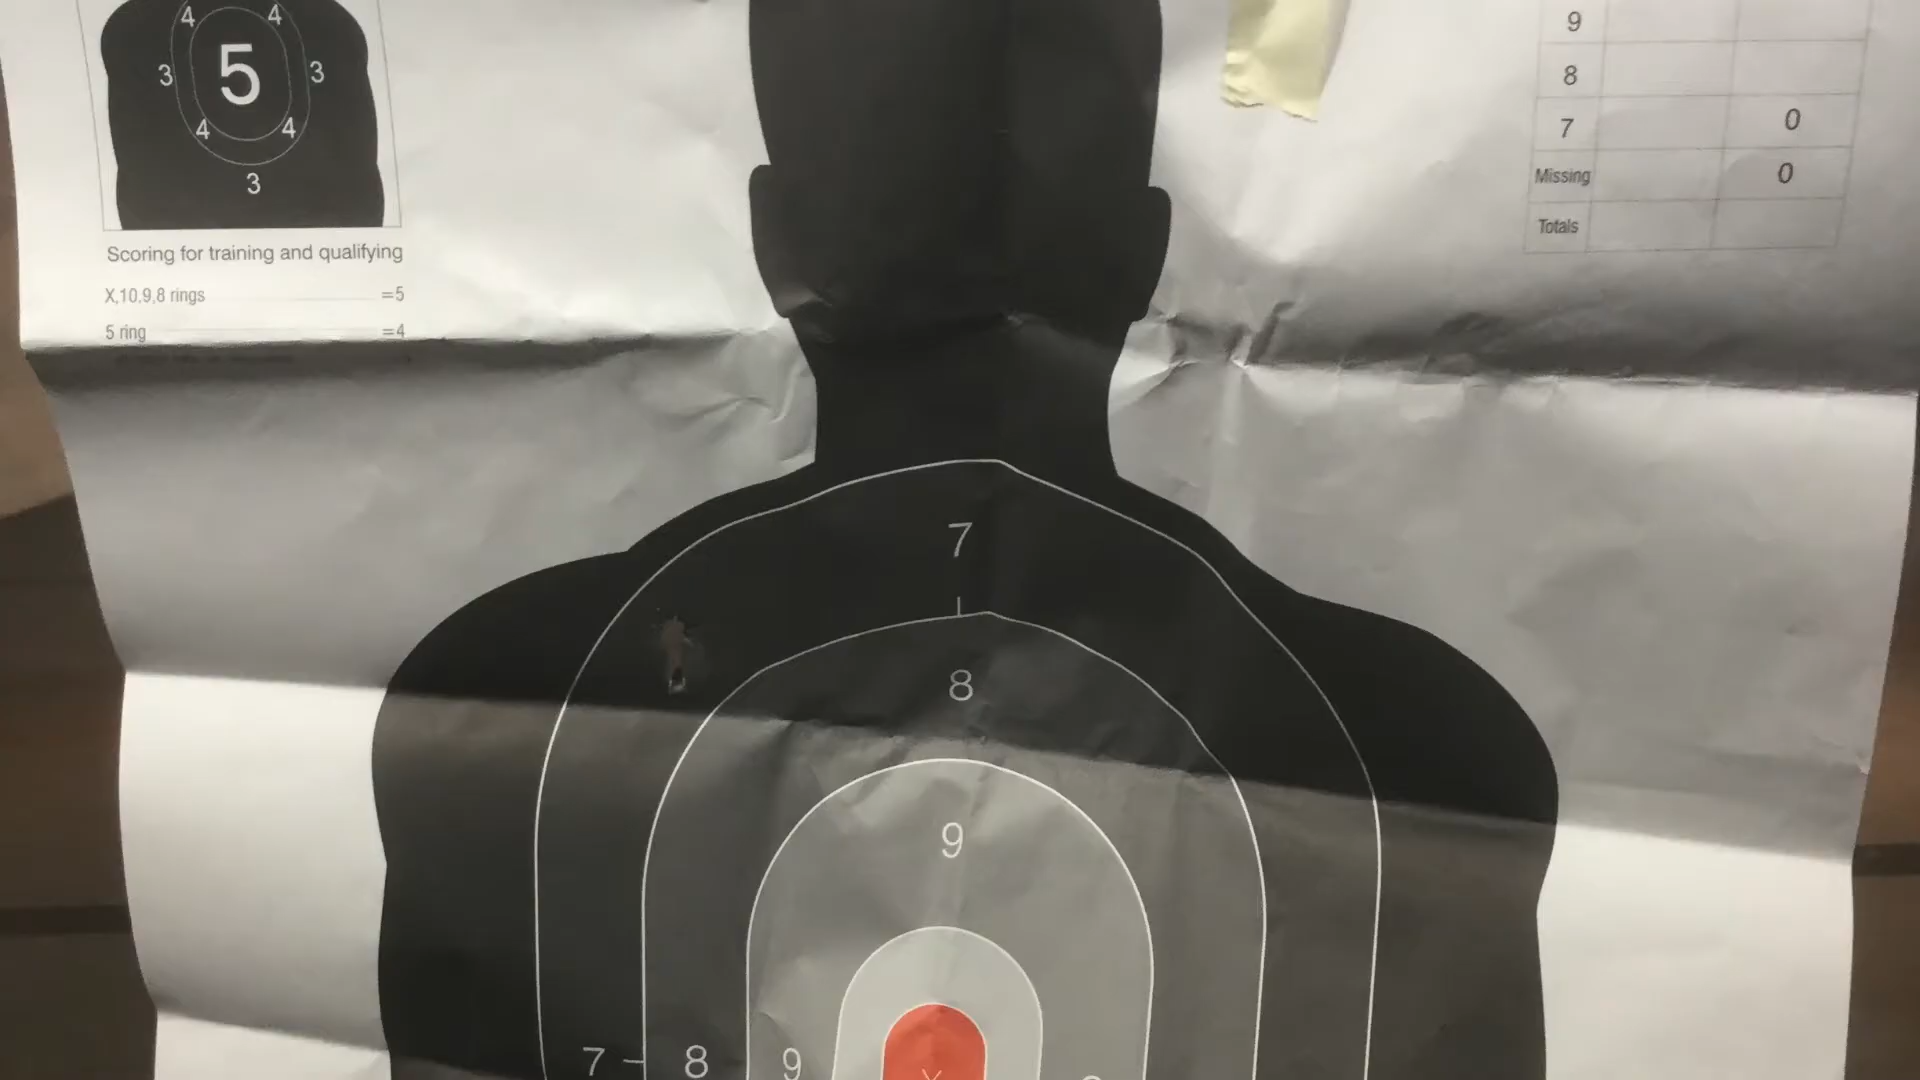 4 4
3 5 3
4 4
3
Scoring for training and qualifying
X,10,9,8 rings =5
5 ring =4
9
8
7 0
Missing 0
Totals
7
8
9
7 8 9
X